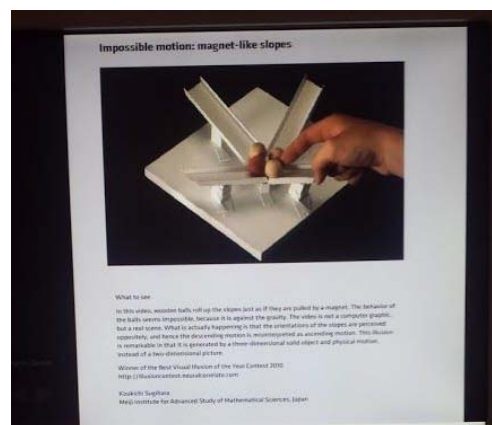 Impossible motion: magnet-like slopes
What to see
In this video, wooden balls roll up the slopes just as if they are pulled by a magnet. The behavior of
the balls seems impossible, because it is against the gravity. The video is not a computer graphic,
but a real scene. What is actually happening is that the orientations of the slopes are perceived
oppositely, and hence the descending motion is misinterpreted as ascending motion. This illusion
is remarkable in that it is generated by a three-dimensional solid object and physical motion,
instead of a two-dimensional picture.
Winner of the Best Visual Illusion of the Year Contest 2010
http://illusioncontest.neuralcorrelate.com
Koukichi Sugihara
Meiji Institute for Advanced Study of Mathematical Sciences, Japan